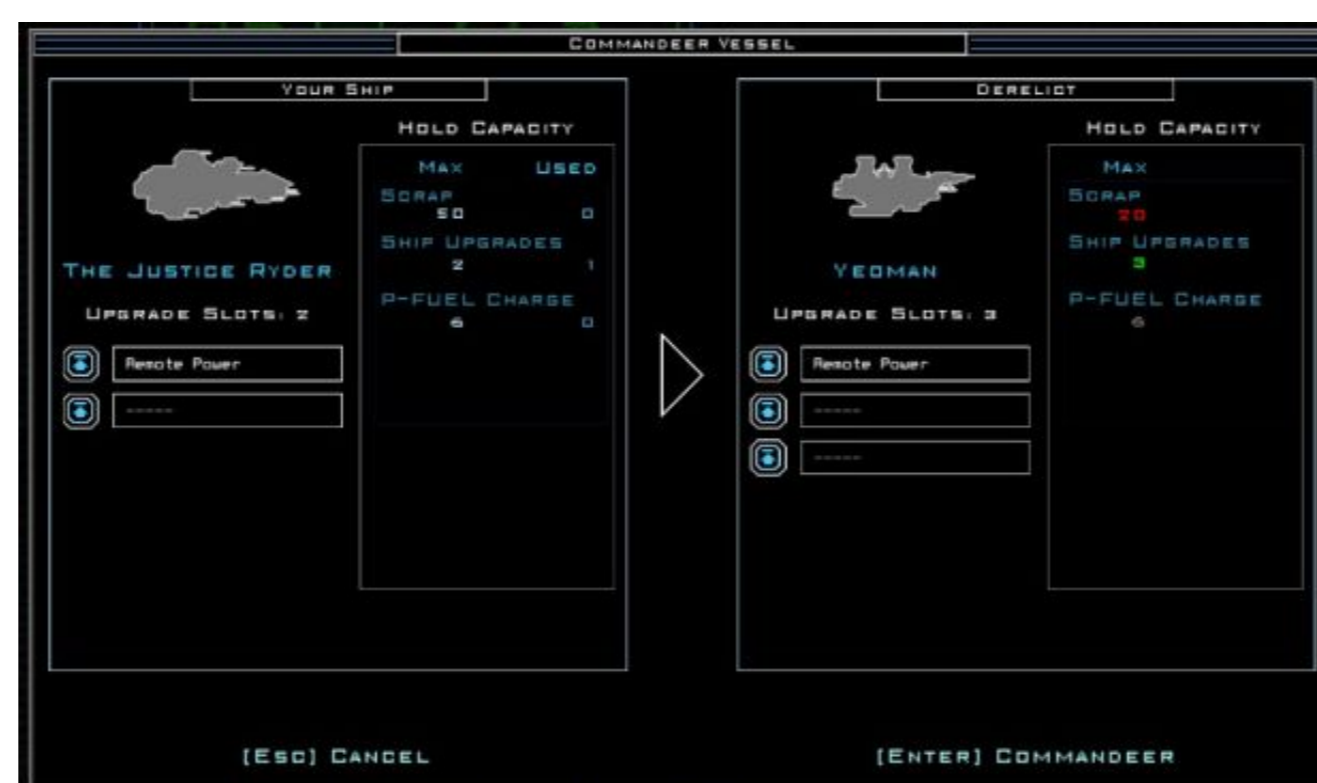 COMMANDEER VESSEL
YOUR SHIP
HOLD CAPACITY
MAX USED
SCRAP
50 0
SHIP UPGRADES
2 1
P-FUEL CHARGE
6 0
THE JUSTICE RYDER
UPGRADE SLOTS: 2
Remote Power
-----
DERELICT
HOLD CAPACITY
MAX
SCRAP
20
SHIP UPGRADES
3
P-FUEL CHARGE
6
YEOMAN
UPGRADE SLOTS: 3
Remote Power
-----
-----
[ESC] CANCEL
[ENTER] COMMANDEER